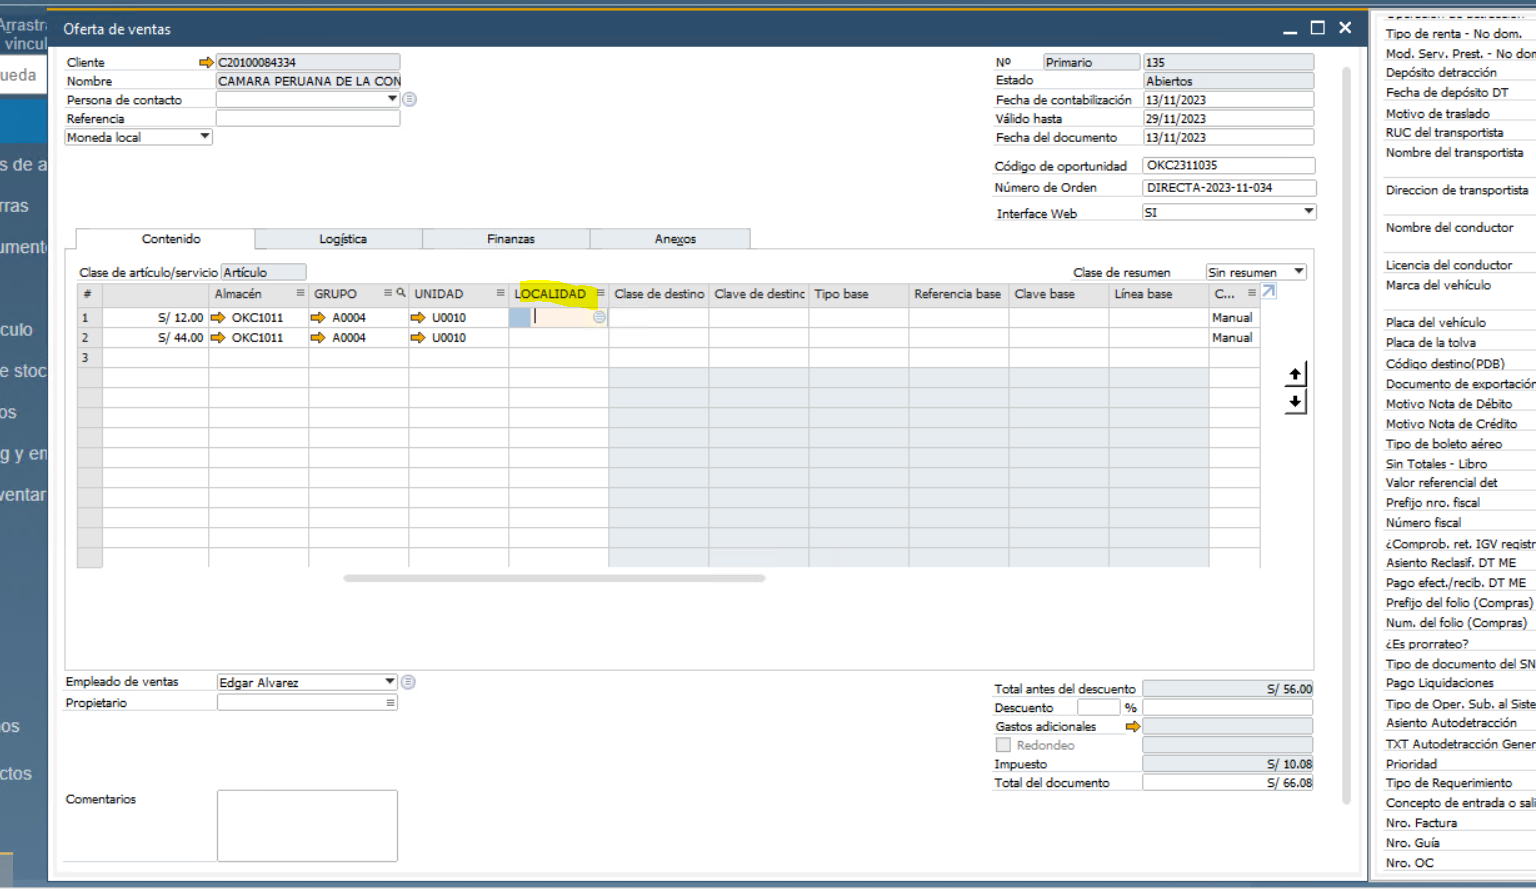 Arrastr
vincul
ueda
s de a
rras
ument
culo
e stoc
os
g y en
ventar
os
ctos
Oferta de ventas
Cliente C20100084334
Nombre CAMARA PERUANA DE LA CON
Persona de contacto
Referencia
Moneda local
Nº Primario 135
Estado Abiertos
Fecha de contabilización 13/11/2023
Válido hasta 29/11/2023
Fecha del documento 13/11/2023
Código de oportunidad OKC2311035
Número de Orden DIRECTA-2023-11-034
Interface Web SI
Contenido Logística Finanzas Anexos
Clase de artículo/servicio Artículo Clase de resumen Sin resumen
# Almacén GRUPO UNIDAD LOCALIDAD Clase de destino Clave de destinc Tipo base Referencia base Clave base Línea base C...
1 S/ 12.00 OKC1011 A0004 U0010 Manual
2 S/ 44.00 OKC1011 A0004 U0010 Manual
3
Empleado de ventas Edgar Alvarez
Propietario
Total antes del descuento S/ 56.00
Descuento %
Gastos adicionales
Redondeo
Impuesto S/ 10.08
Total del documento S/ 66.08
Comentarios
Tipo de renta - No dom.
Mod. Serv. Prest. - No dom
Depósito detracción
Fecha de depósito DT
Motivo de traslado
RUC del transportista
Nombre del transportista
Direccion de transportista
Nombre del conductor
Licencia del conductor
Marca del vehículo
Placa del vehículo
Placa de la tolva
Código destino(PDB)
Documento de exportación
Motivo Nota de Débito
Motivo Nota de Crédito
Tipo de boleto aéreo
Sin Totales - Libro
Valor referencial det
Prefijo nro. fiscal
Número fiscal
¿Comprob. ret. IGV registr
Asiento Reclasif. DT ME
Pago efect./recib. DT ME
Prefijo del folio (Compras)
Num. del folio (Compras)
¿Es prorrateo?
Tipo de documento del SN
Pago Liquidaciones
Tipo de Oper. Sub. al Siste
Asiento Autodetracción
TXT Autodetracción Gener
Prioridad
Tipo de Requerimiento
Concepto de entrada o sali
Nro. Factura
Nro. Guía
Nro. OC